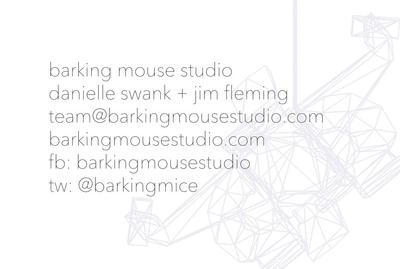 barking mouse studio
danielle swank + jim fleming
team@barkingmousestudio.com
barkingmousestudio.com
fb: barkingmousestudio
tw: @barkingmice